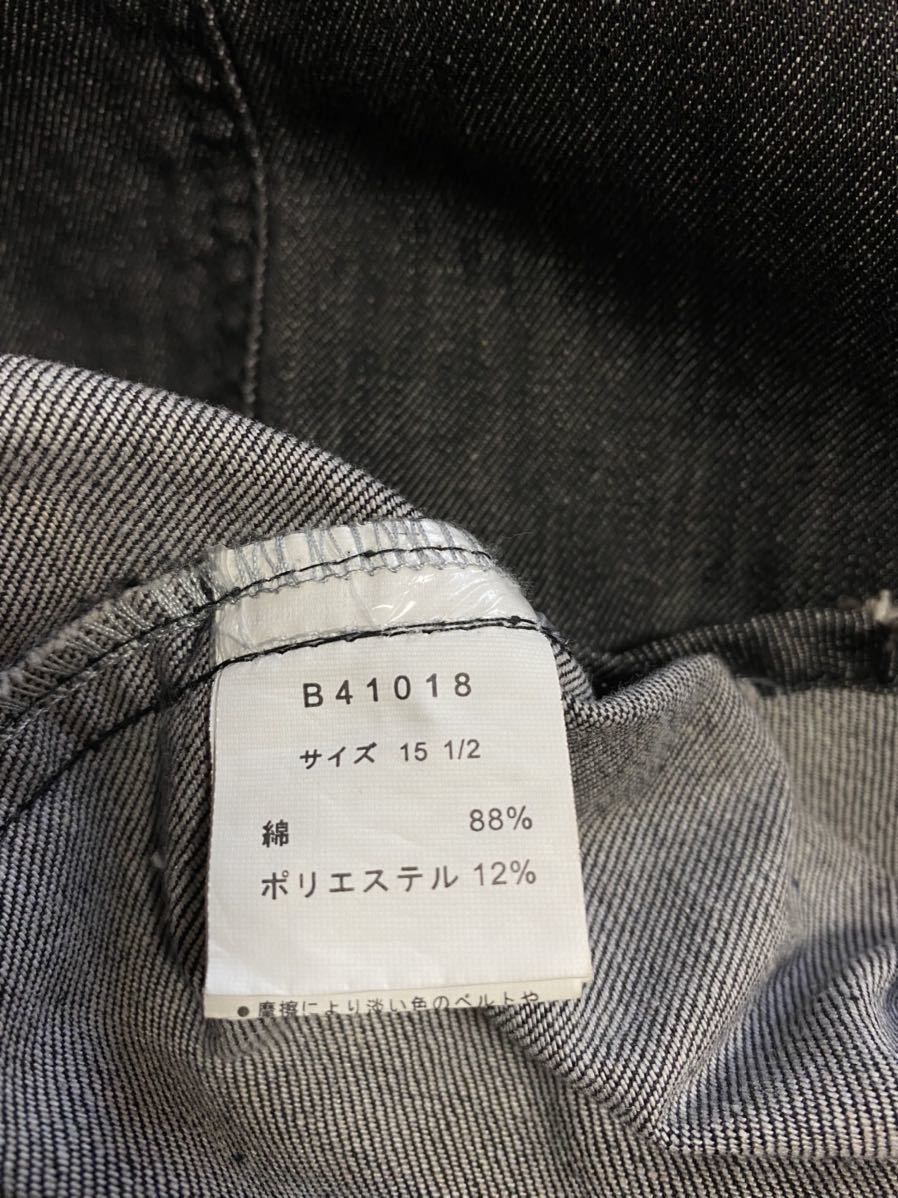 B41018
サイズ 15 1/2
綿 88%
ポリエステル 12%
●摩擦により淡い色のベルトや